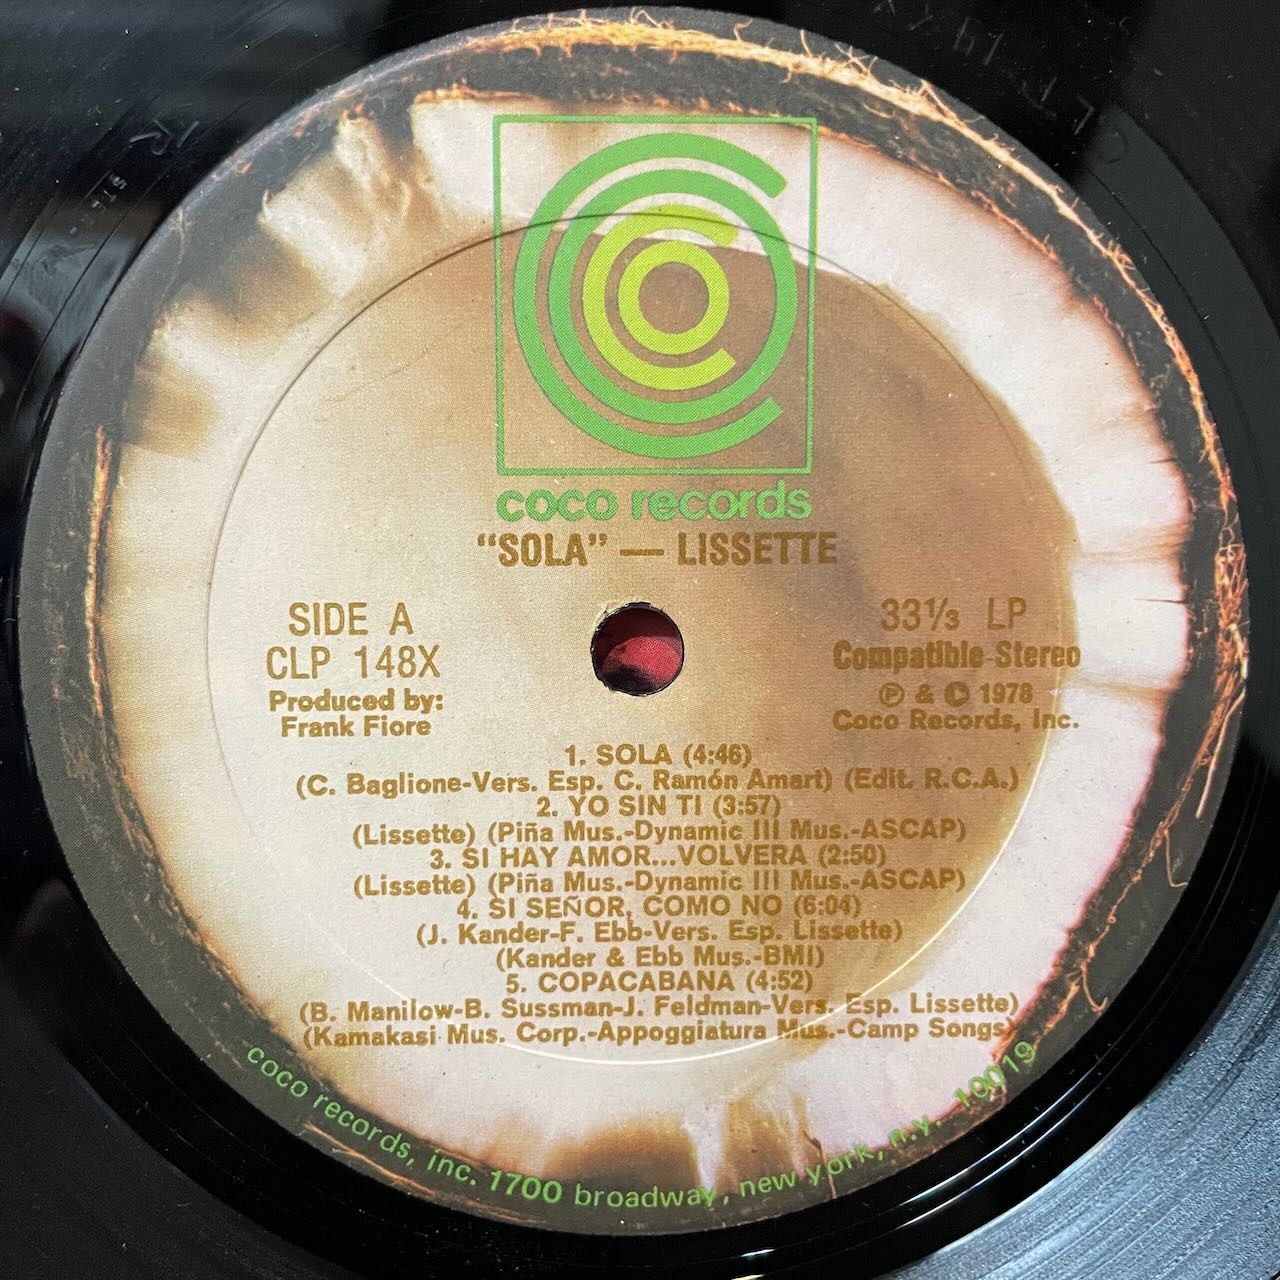 coco records
“SOLA” — LISSETTE
SIDE A
CLP 148X
Produced by:
Frank Fiore
33⅓ LP
Compatible Stereo
Ⓟ & © 1978
Coco Records, Inc.
1. SOLA (4:46)
(C. Baglione-Vers. Esp. C. Ramón Amart) (Edit. R.C.A.)
2. YO SIN TI (3:57)
(Lissette) (Piña Mus.-Dynamic III Mus.-ASCAP)
3. SI HAY AMOR...VOLVERA (2:50)
(Lissette) (Piña Mus.-Dynamic III Mus.-ASCAP)
4. SI SEÑOR, COMO NO (6:04)
(J. Kander-F. Ebb-Vers. Esp. Lissette)
(Kander & Ebb Mus.-BMI)
5. COPACABANA (4:52)
(B. Manilow-B. Sussman-J. Feldman-Vers. Esp. Lissette)
(Kamakasi Mus. Corp.-Appoggiatura Mus.-Camp Songs)
coco records, inc. 1700 broadway, new york, n.y. 10019